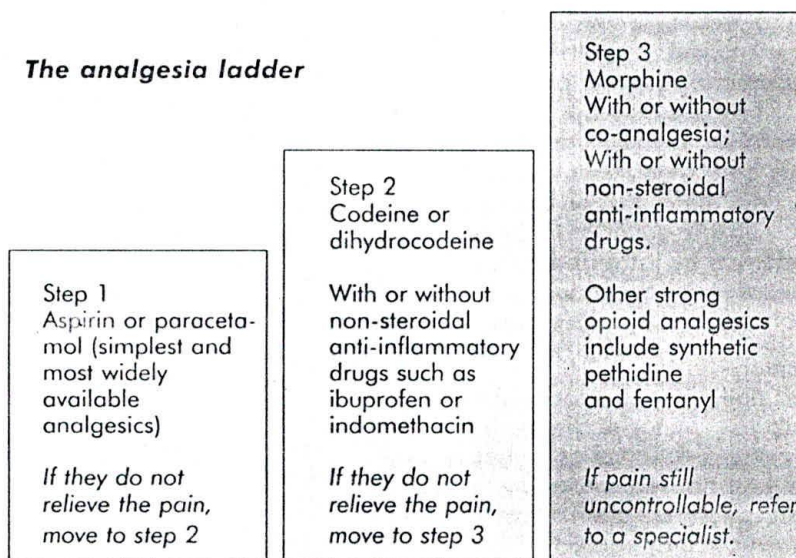 The analgesia ladder
Step 1
Aspirin or paraceta-
mol (simplest and
most widely
available
analgesics)
If they do not
relieve the pain,
move to step 2
Step 2
Codeine or
dihydrocodeine
With or without
non-steroidal
anti-inflammatory
drugs such as
ibuprofen or
indomethacin
If they do not
relieve the pain,
move to step 3
Step 3
Morphine
With or without
co-analgesia;
With or without
non-steroidal
anti-inflammatory
drugs.
Other strong
opioid analgesics
include synthetic
pethidine
and fentanyl
If pain still
uncontrollable, refer
to a specialist.